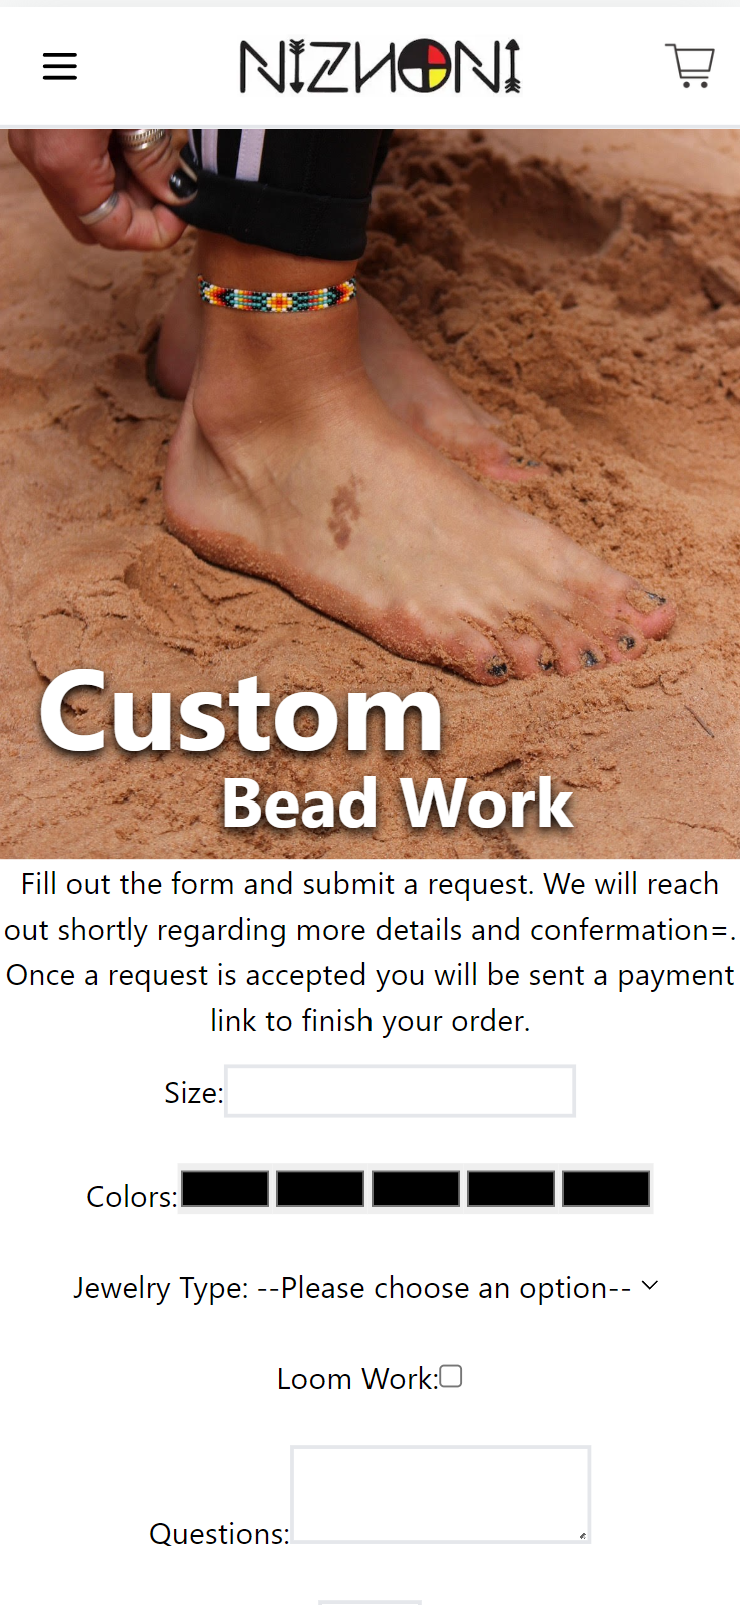 NIZHONI
Custom
Bead Work
Fill out the form and submit a request. We will reach
out shortly regarding more details and confermation=.
Once a request is accepted you will be sent a payment
link to finish your order.
Size:
Colors:
Jewelry Type: --Please choose an option--
Loom Work:
Questions: